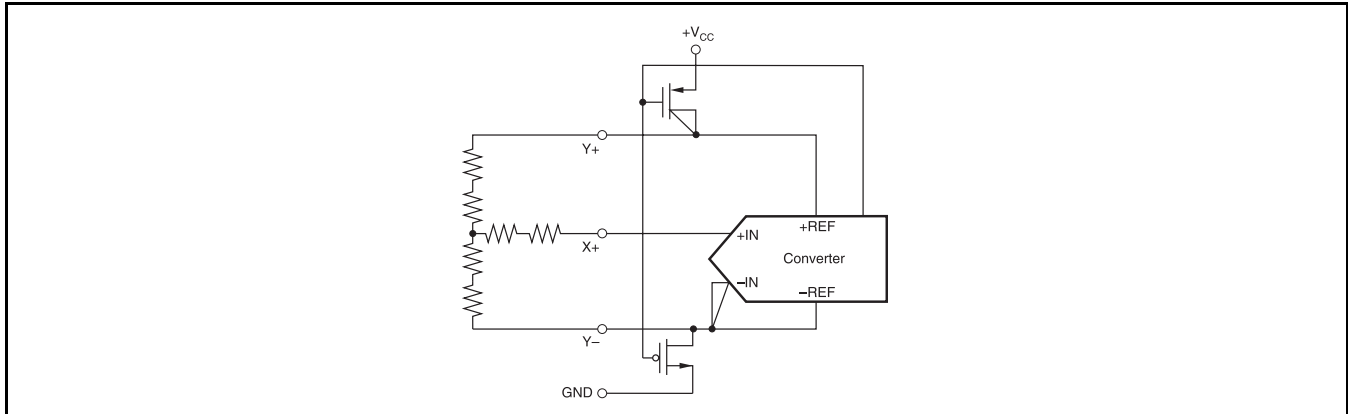 +VCC
Y+
+REF
X+
+IN
Converter
–IN
–REF
Y–
GND